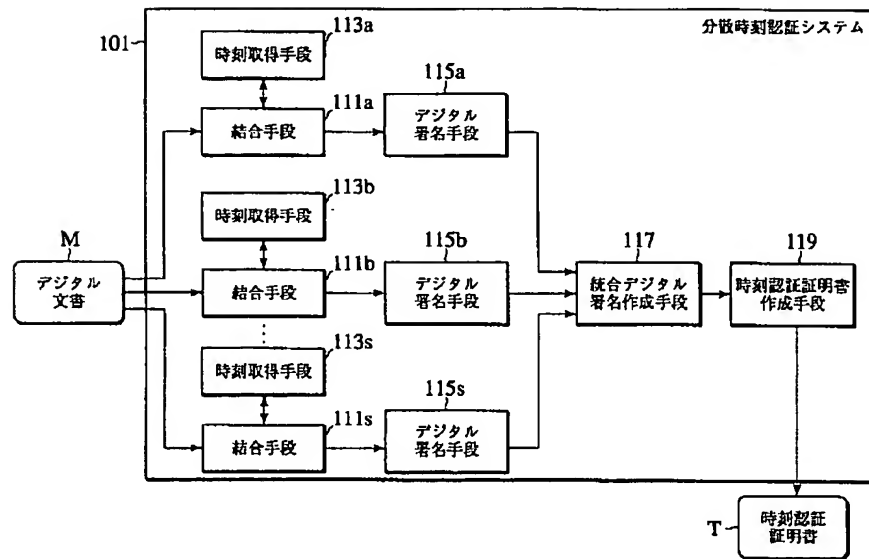 分散時刻認証システム
101
113a
時刻取得手段
111a
結合手段
115a
デジタル
署名手段
113b
時刻取得手段
M
デジタル
文書
111b
結合手段
115b
デジタル
署名手段
117
統合デジタル
署名作成手段
119
時刻認証証明書
作成手段
113s
時刻取得手段
111s
結合手段
115s
デジタル
署名手段
T
時刻認証
証明書